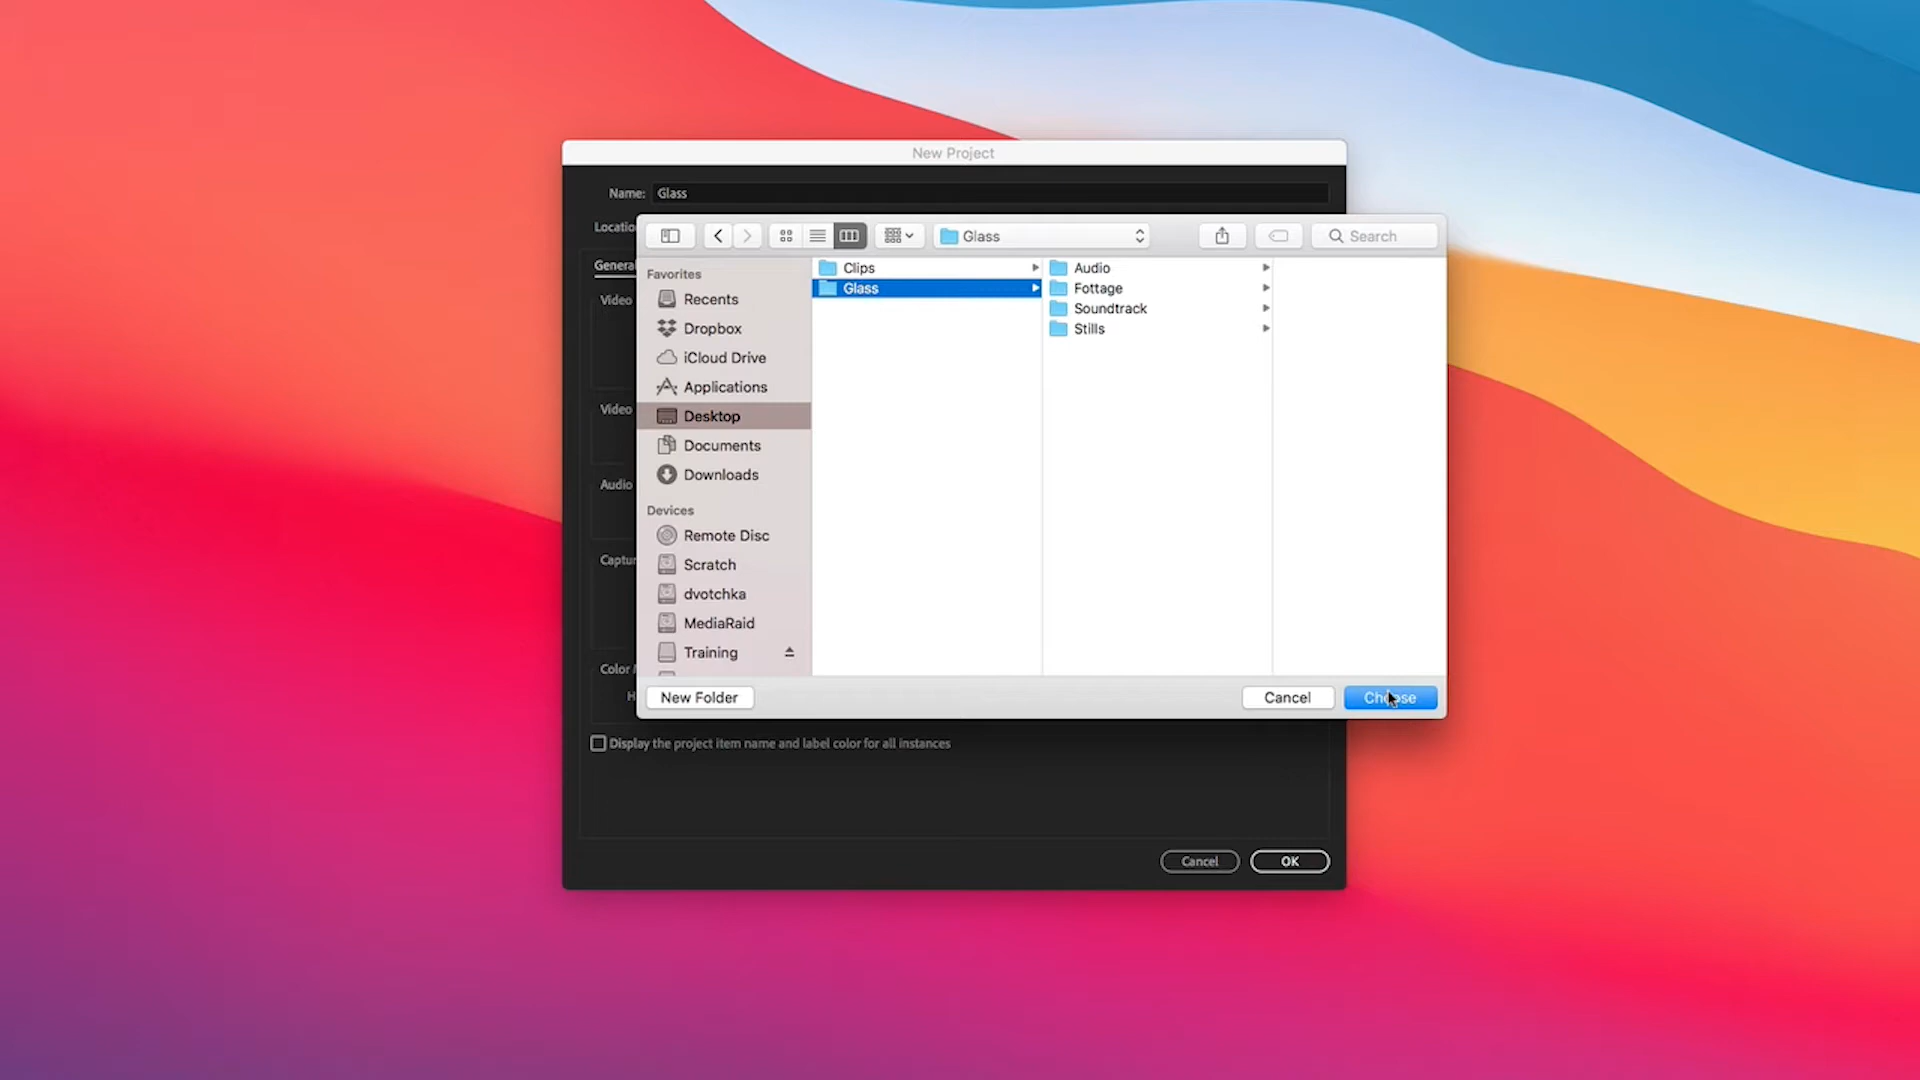 New Project
Name: Glass
Locatio
Glass
Search
General
Favorites
Recents
Dropbox
iCloud Drive
Applications
Desktop
Documents
Downloads
Devices
Remote Disc
Scratch
dvotchka
MediaRaid
Training
Clips
Glass
Audio
Fottage
Soundtrack
Stills
Video
Video
Audio
Captur
Color
H
New Folder
Cancel
Choose
Display the project item name and label color for all instances
Cancel
OK